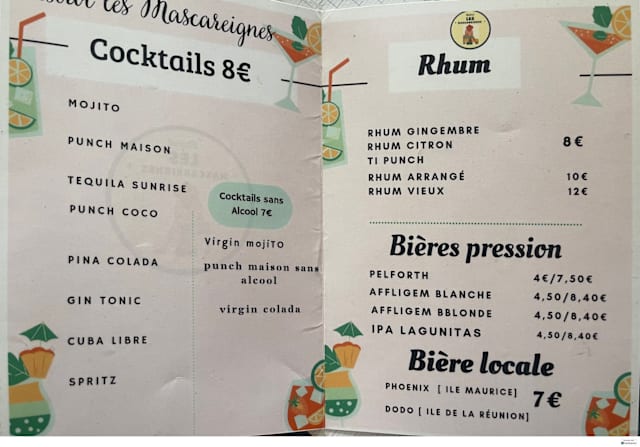 les Mascareignes
Cocktails 8€
MOJITO
PUNCH MAISON
TEQUILA SUNRISE
PUNCH COCO
PINA COLADA
GIN TONIC
CUBA LIBRE
SPRITZ
Cocktails sans
Alcool 7€
Virgin mojiTO
punch maison sans
alcool
virgin colada
LES
MASCAREIGNES
Rhum
RHUM GINGEMBRE
RHUM CITRON 8€
TI PUNCH
RHUM ARRANGÉ 10€
RHUM VIEUX 12€
Bières pression
PELFORTH 4€/7,50€
AFFLIGEM BLANCHE 4,50/8,40€
AFFLIGEM BBLONDE 4,50/8,40€
IPA LAGUNITAS 4,50/8,40€
Bière locale
PHOENIX [ ILE MAURICE] 7€
DODO [ ILE DE LA RÉUNION]